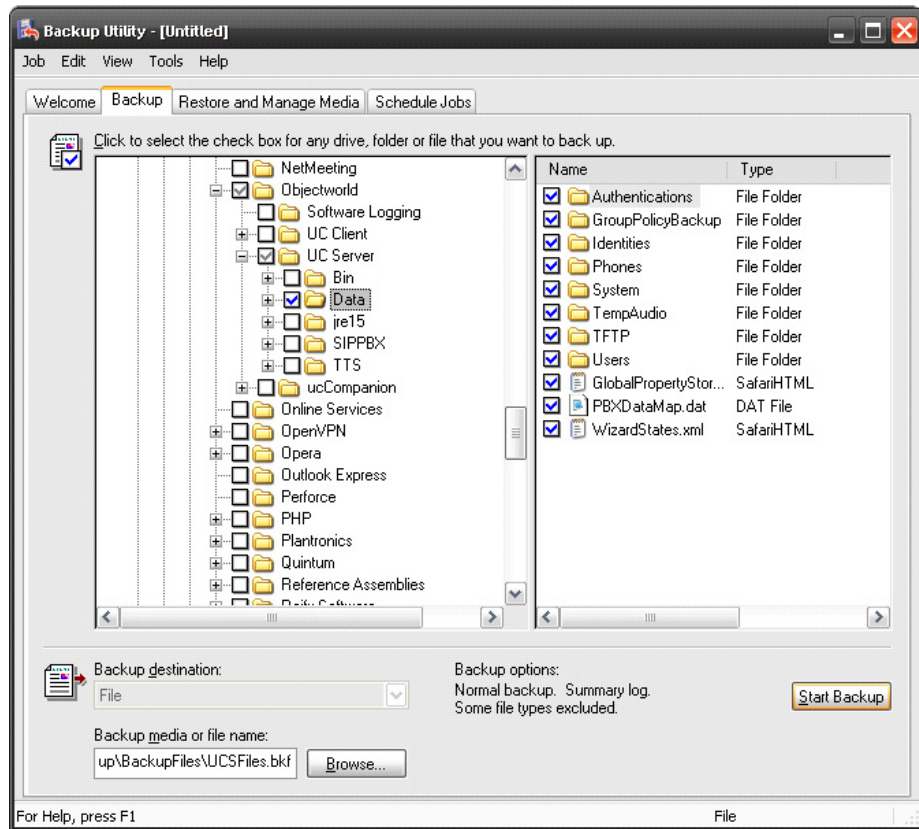 Backup Utility - [Untitled]
Job Edit View Tools Help
Welcome Backup Restore and Manage Media Schedule Jobs
Click to select the check box for any drive, folder or file that you want to back up.
NetMeeting
Objectworld
Software Logging
UC Client
UC Server
Bin
Data
jre15
SIPPBX
TTS
ucCompanion
Online Services
OpenVPN
Opera
Outlook Express
Perforce
PHP
Plantronics
Quintum
Reference Assemblies
Name Type
Authentications File Folder
GroupPolicyBackup File Folder
Identities File Folder
Phones File Folder
System File Folder
TempAudio File Folder
TFTP File Folder
Users File Folder
GlobalPropertyStor... SafariHTML
PBXDataMap.dat DAT File
WizardStates.xml SafariHTML
Backup destination:
File
Backup media or file name:
up\BackupFiles\UCSFiles.bkf
Browse...
Backup options:
Normal backup. Summary log.
Some file types excluded.
Start Backup
For Help, press F1
File